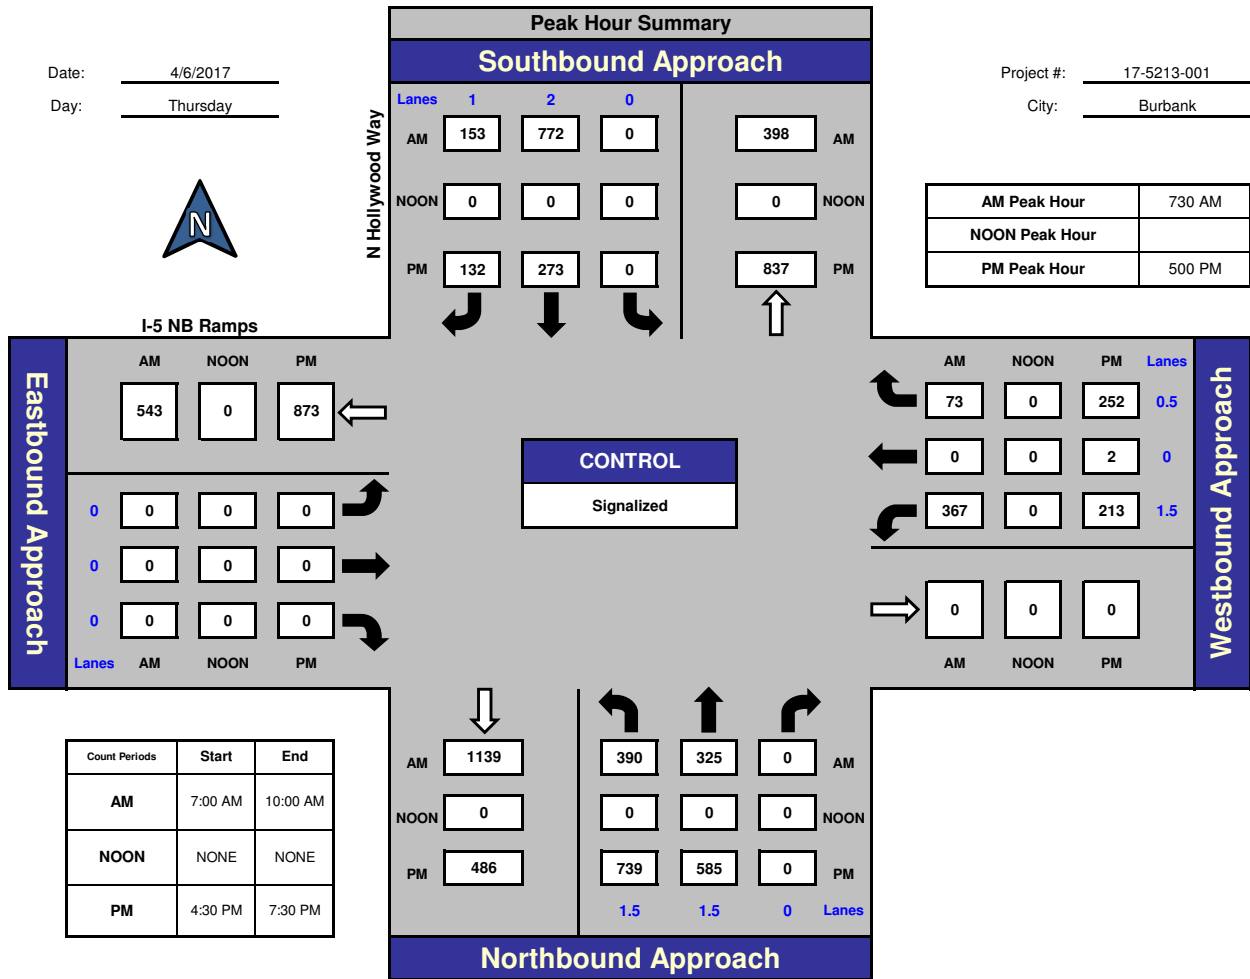 Peak Hour Summary
Southbound Approach
Date: 4/6/2017
Day: Thursday
Project #: 17-5213-001
City: Burbank
N Hollywood Way
Lanes 1 2 0
AM 153 772 0 398 AM
NOON 0 0 0 0 NOON
PM 132 273 0 837 PM
N
AM Peak Hour 730 AM
NOON Peak Hour
PM Peak Hour 500 PM
I-5 NB Ramps
Eastbound Approach
AM NOON PM
543 0 873
0 0 0 0
0 0 0 0
0 0 0 0
Lanes AM NOON PM
CONTROL
Signalized
AM NOON PM Lanes
73 0 252 0.5
0 0 2 0
367 0 213 1.5
0 0 0
AM NOON PM
Westbound Approach
Count Periods Start End
AM 7:00 AM 10:00 AM
NOON NONE NONE
PM 4:30 PM 7:30 PM
AM 1139 390 325 0 AM
NOON 0 0 0 0 NOON
PM 486 739 585 0 PM
1.5 1.5 0 Lanes
Northbound Approach